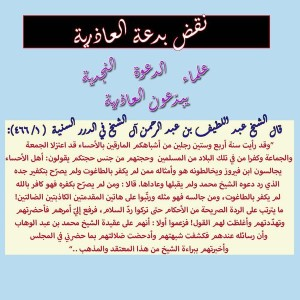 نقض بدعة العاذرية
علماء الدعوة النجدية
يبدعون العاذرية
قال الشيخ عبد اللطيف بن عبد الرحمن آل الشيخ في الدرر السنية (٤٦٦/١):
"وقد رأيت سنة أربع وستين رجلين من أشباهكم المارقين بالأحساء قد اعتزلا الجمعة
والجماعة وكفرا من في تلك البلاد من المسلمين وحجتهم من جنس حجتكم يقولون: أهل الأحساء
يجالسون ابن فيروز ويخالطونه هو وأمثاله ممن لم يكفر بالطاغوت ولم يصرح بتكفير جده
الذي رد دعوة الشيخ محمد ولم يقبلها وعاداها. قالا : ومن لم يصرح بكفره فهو كافر بالله
لم يكفر بالطاغوت، ومن جالسه فهو مثله ورتبوا على هاتين المقدمتين الكاذبتين الضالتين!
ما يترتب على الردة الصريحة من الأحكام حتى تركوا رد السلام، فرفع إلي أمرهم فأحضرتهم
وتهددتهم وأغلظت لهم القول؛ فزعموا أولا : أنهم على عقيدة الشيخ محمد بن عبد الوهاب
وأن رسائله عندهم فكشفت شبهتهم وأدحضت ضلالتهم بما حضرني في المجلس
وأخبرتهم ببراءة الشيخ من هذا المعتقد والمذهب ..."